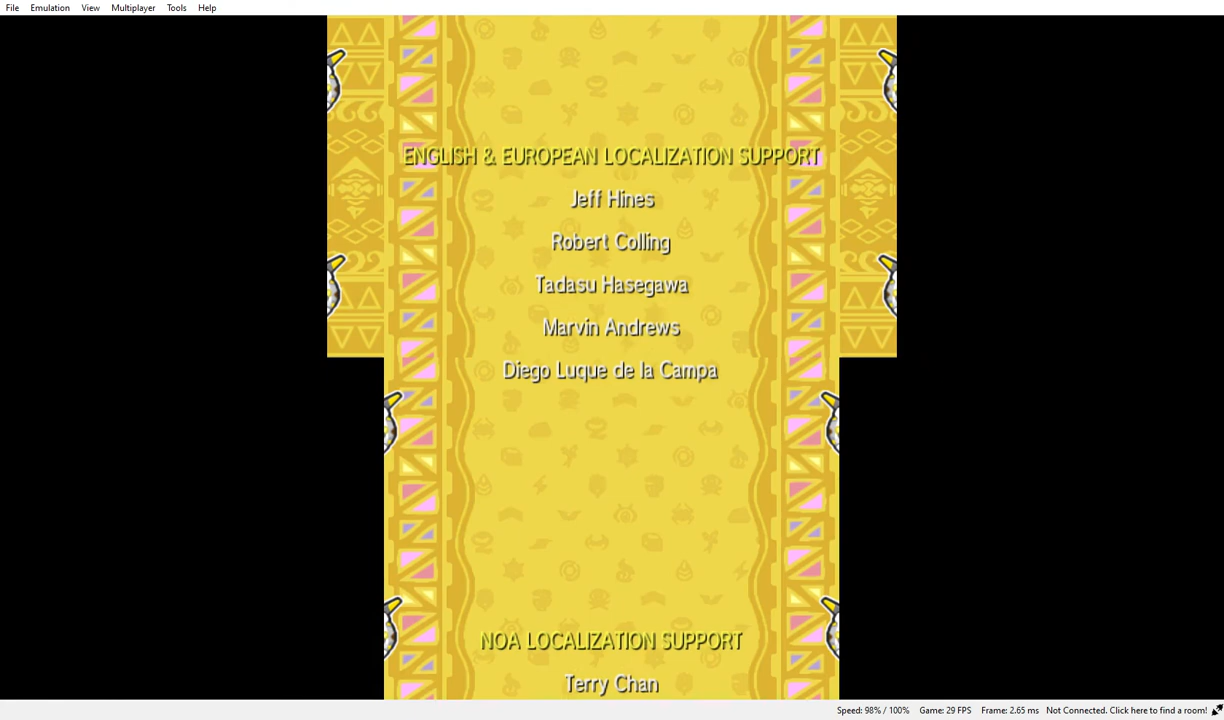 File Emulation View Multiplayer Tools Help
ENGLISH & EUROPEAN LOCALIZATION SUPPORT
Jeff Hines
Robert Colling
Tadasu Hasegawa
Marvin Andrews
Diego Luque de la Campa
NOA LOCALIZATION SUPPORT
Terry Chan
Speed: 98% / 100% Game: 29 FPS Frame: 2.65 ms Not Connected. Click here to find a room!